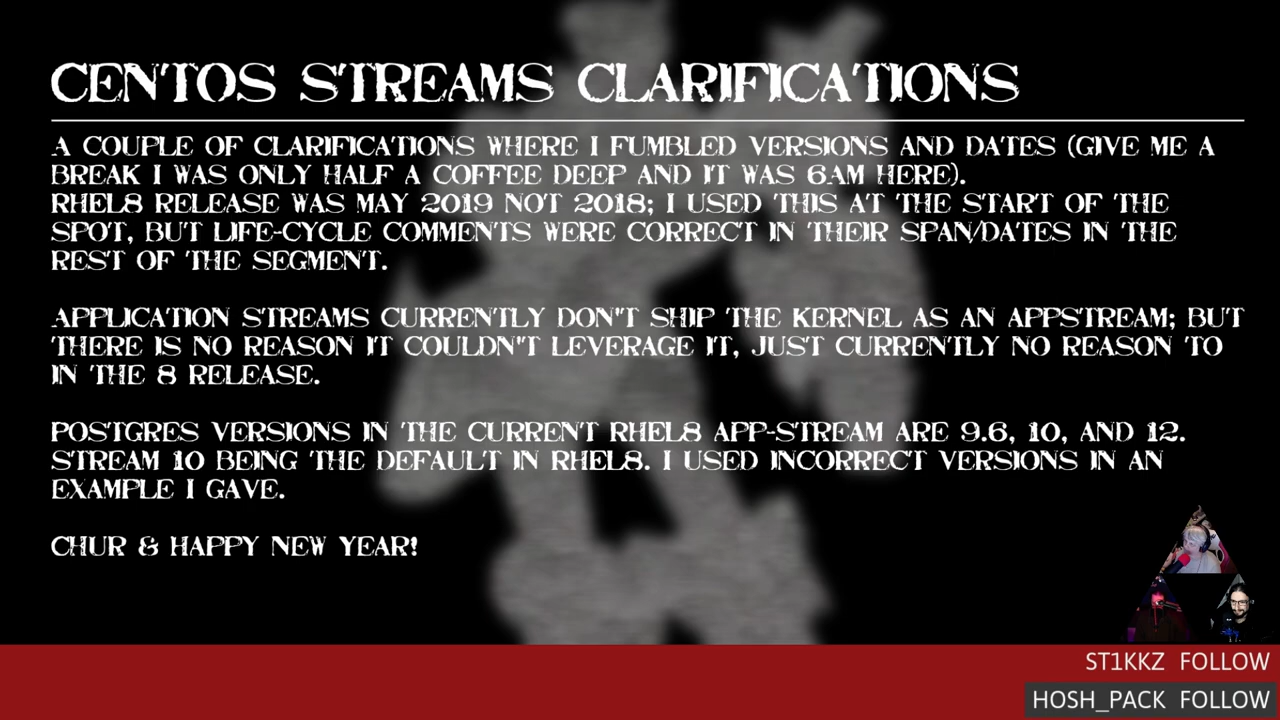 CENTOS STREAMS CLARIFICATIONS
A COUPLE OF CLARIFICATIONS WHERE I FUMBLED VERSIONS AND DATES (GIVE ME A
BREAK I WAS ONLY HALF A COFFEE DEEP AND IT WAS 6AM HERE).
RHEL8 RELEASE WAS MAY 2019 NOT 2018; I USED THIS AT THE START OF THE
SPOT, BUT LIFE-CYCLE COMMENTS WERE CORRECT IN THEIR SPAN/DATES IN THE
REST OF THE SEGMENT.
APPLICATION STREAMS CURRENTLY DON"T SHIP THE KERNEL AS AN APPSTREAM; BUT
THERE IS NO REASON IT COULDN"T LEVERAGE IT, JUST CURRENTLY NO REASON TO
IN THE 8 RELEASE.
POSTGRES VERSIONS IN THE CURRENT RHEL8 APP-STREAM ARE 9.6, 10, AND 12.
STREAM 10 BEING THE DEFAULT IN RHEL8. I USED INCORRECT VERSIONS IN AN
EXAMPLE I GAVE.
CHUR & HAPPY NEW YEAR!
ST1KKZ FOLLOW
HOSH_PACK FOLLOW